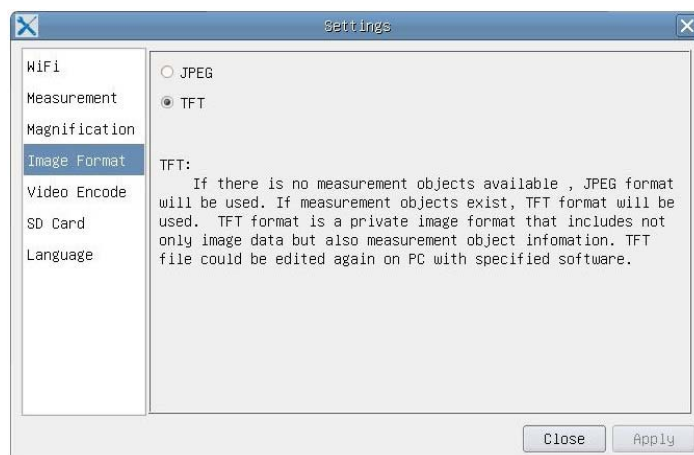 Settings
WiFi
Measurement
Magnification
Image Format
Video Encode
SD Card
Language
JPEG
TFT
TFT:
If there is no measurement objects available , JPEG format
will be used. If measurement objects exist, TFT format will be
used. TFT format is a private image format that includes not
only image data but also measurement object infomation. TFT
file could be edited again on PC with specified software.
Close
Apply